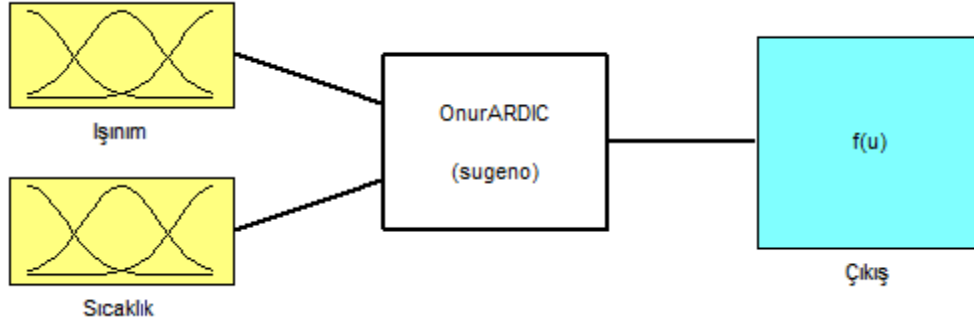 Işınım
OnurARDIC
(sugeno)
f(u)
Sıcaklık
Çıkış